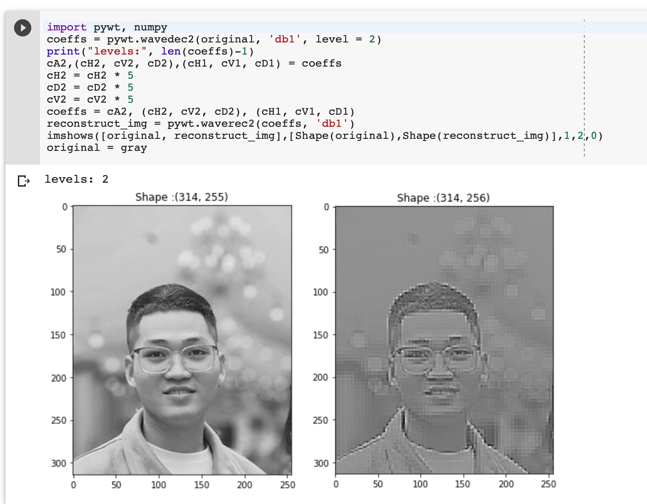 import pywt, numpy
coeffs = pywt.wavedec2(original, 'db1', level = 2)
print("levels:", len(coeffs)-1)
cA2,(cH2, cV2, cD2),(cH1, cV1, cD1) = coeffs
cH2 = cH2 * 5
cD2 = cD2 * 5
cV2 = cV2 * 5
coeffs = cA2, (cH2, cV2, cD2), (cH1, cV1, cD1)
reconstruct_img = pywt.waverec2(coeffs, 'db1')
imshows([original, reconstruct_img],[Shape(original),Shape(reconstruct_img)],1,2,0)
original = gray
levels: 2
Shape :(314, 255)
0
50
100
150
200
250
300
0 50 100 150 200 250
Shape :(314, 256)
0
50
100
150
200
250
300
0 50 100 150 200 250